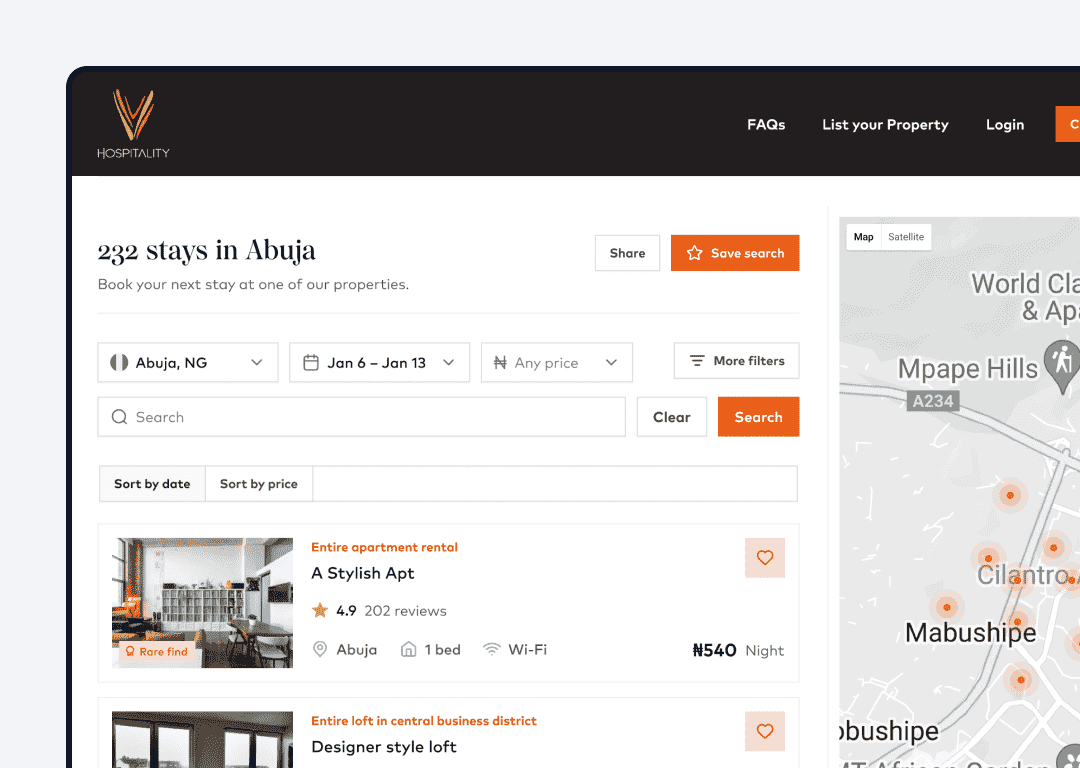 HOSPITALITY
FAQs
List your Property
Login
232 stays in Abuja
Book your next stay at one of our properties.
Share
Save search
Abuja, NG
Jan 6 – Jan 13
₦ Any price
More filters
Search
Clear
Search
Sort by date
Sort by price
Entire apartment rental
A Stylish Apt
4.9 202 reviews
Abuja
1 bed
Wi-Fi
₦540 Night
Rare find
Entire loft in central business district
Designer style loft
Map
Satellite
World Cla
& Apa
Mpape Hills
A234
Cilantro
Mabushipe
obushipe